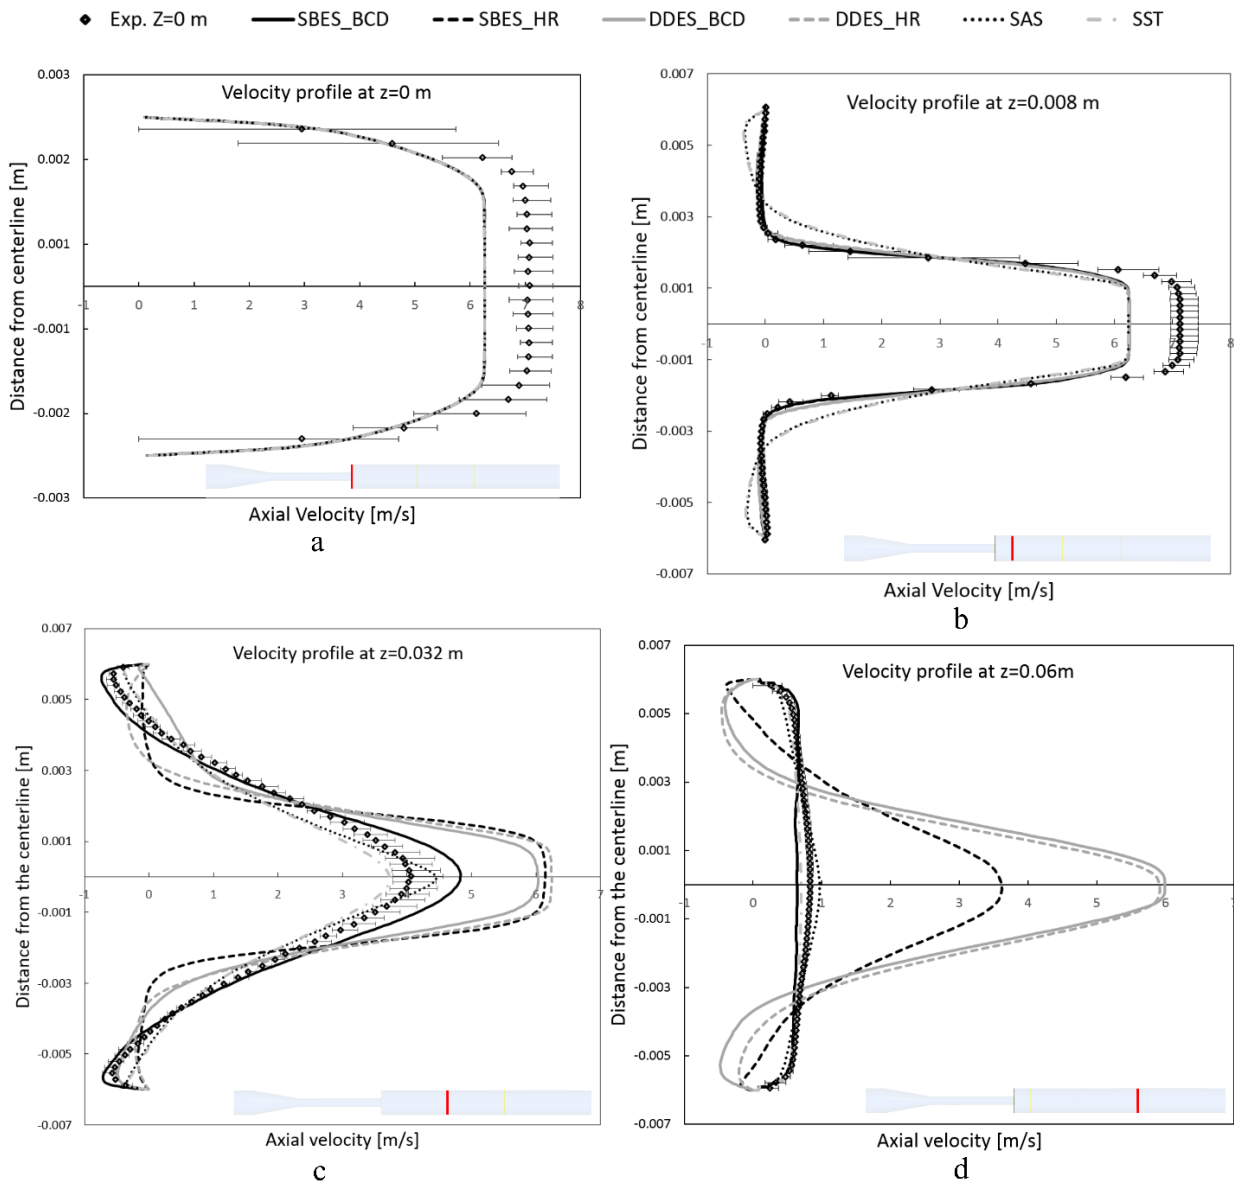 Exp. Z=0 m SBES_BCD SBES_HR DDES_BCD DDES_HR SAS SST
Velocity profile at z=0 m
Distance from centerline [m]
0.003
0.002
0.001
-0.001
-0.002
-0.003
-1 0 1 2 3 4 5 6 7 8
Axial Velocity [m/s]
a
Velocity profile at z=0.008 m
Distance from centerline [m]
0.007
0.005
0.003
0.001
-0.001
-0.003
-0.005
-0.007
-1 0 1 2 3 4 5 6 7 8
Axial Velocity [m/s]
b
Velocity profile at z=0.032 m
Distance from the centerline [m]
0.007
0.005
0.003
0.001
-0.001
-0.003
-0.005
-0.007
-1 0 1 2 3 4 5 6 7
Axial velocity [m/s]
c
Velocity profile at z=0.06m
Distance from the centerline [m]
0.007
0.005
0.003
0.001
-0.001
-0.003
-0.005
-0.007
-1 0 1 2 3 4 5 6 7
Axial velocity [m/s]
d